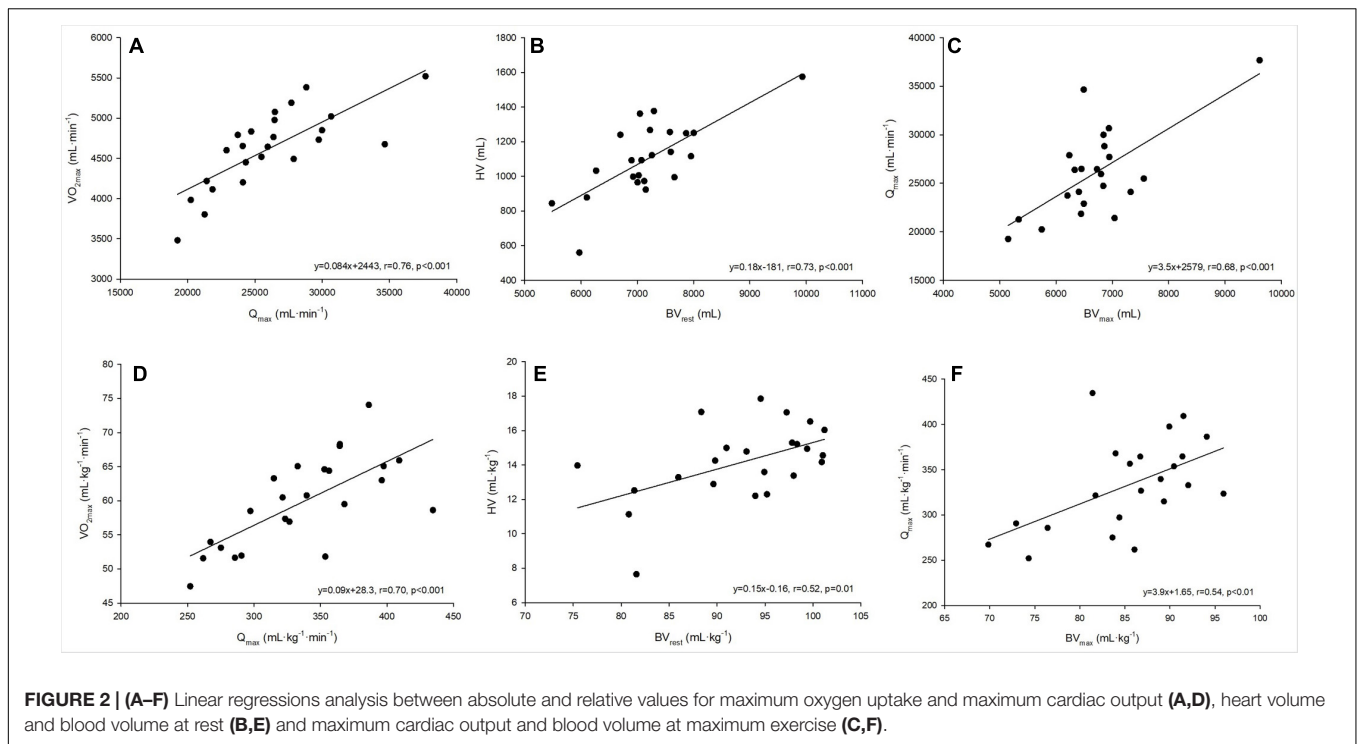 A
6000
5500
5000
4500
4000
3500
3000
VO2max (mL·min-1)
15000 20000 25000 30000 35000 40000
Qmax (mL·min-1)
y=0.084x+2443, r=0.76, p<0.001
B
1800
1600
1400
1200
1000
800
600
400
HV (mL)
5000 6000 7000 8000 9000 10000 11000
BVrest (mL)
y=0.18x-181, r=0.73, p<0.001
C
40000
35000
30000
25000
20000
15000
Qmax (mL·min-1)
4000 5000 6000 7000 8000 9000 10000
BVmax (mL)
y=3.5x+2579, r=0.68, p<0.001
D
80
75
70
65
60
55
50
45
VO2max (mL·kg-1·min-1)
200 250 300 350 400 450
Qmax (mL·kg-1·min-1)
y=0.09x+28.3, r=0.70, p<0.001
E
20
18
16
14
12
10
8
6
HV (mL·kg-1)
70 75 80 85 90 95 100 105
BVrest (mL·kg-1)
y=0.15x-0.16, r=0.52, p=0.01
F
450
400
350
300
250
200
Qmax (mL·kg-1·min-1)
65 70 75 80 85 90 95 100
BVmax (mL·kg-1)
y=3.9x+1.65, r=0.54, p<0.01
FIGURE 2 | (A–F) Linear regressions analysis between absolute and relative values for maximum oxygen uptake and maximum cardiac output (A,D), heart volume
and blood volume at rest (B,E) and maximum cardiac output and blood volume at maximum exercise (C,F).